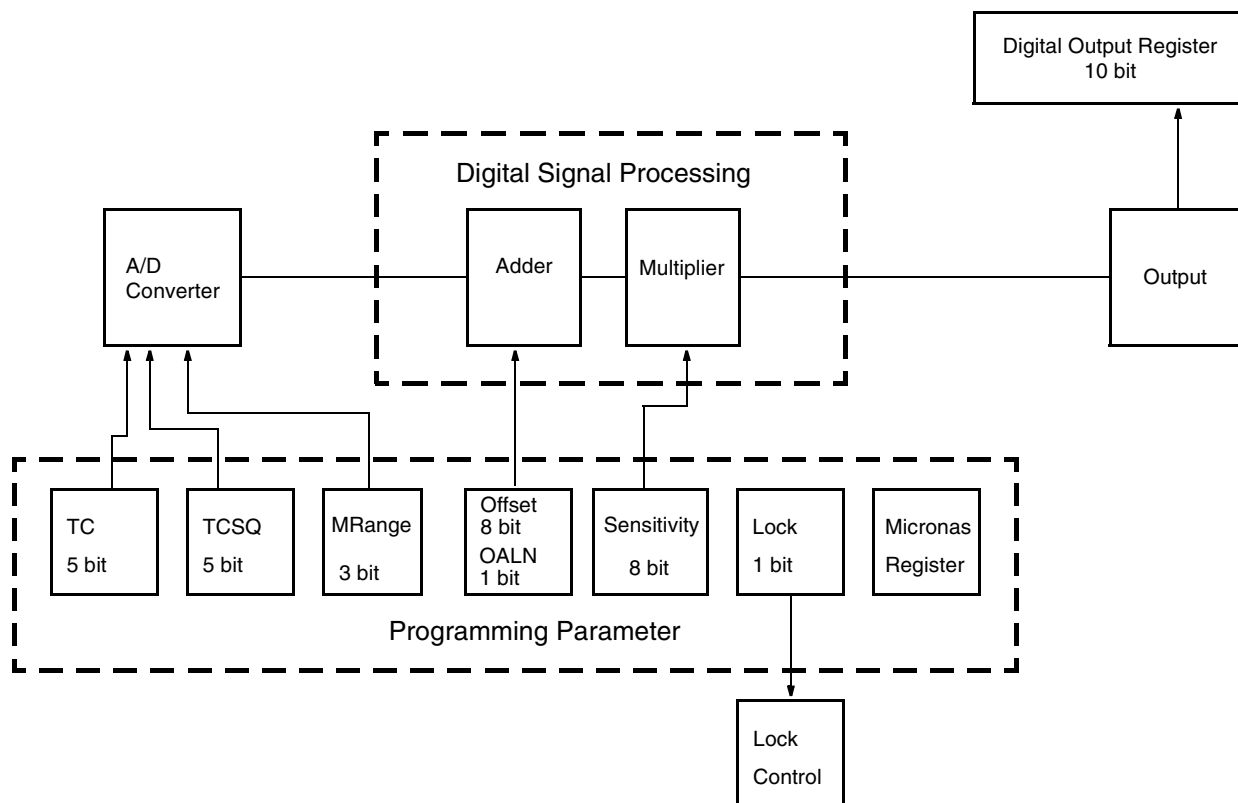 Digital Output Register
10 bit
Digital Signal Processing
A/D
Converter
Adder
Multiplier
Output
TC
5 bit
TCSQ
5 bit
MRange
3 bit
Offset
8 bit
OALN
1 bit
Sensitivity
8 bit
Lock
1 bit
Micronas
Register
Programming Parameter
Lock
Control